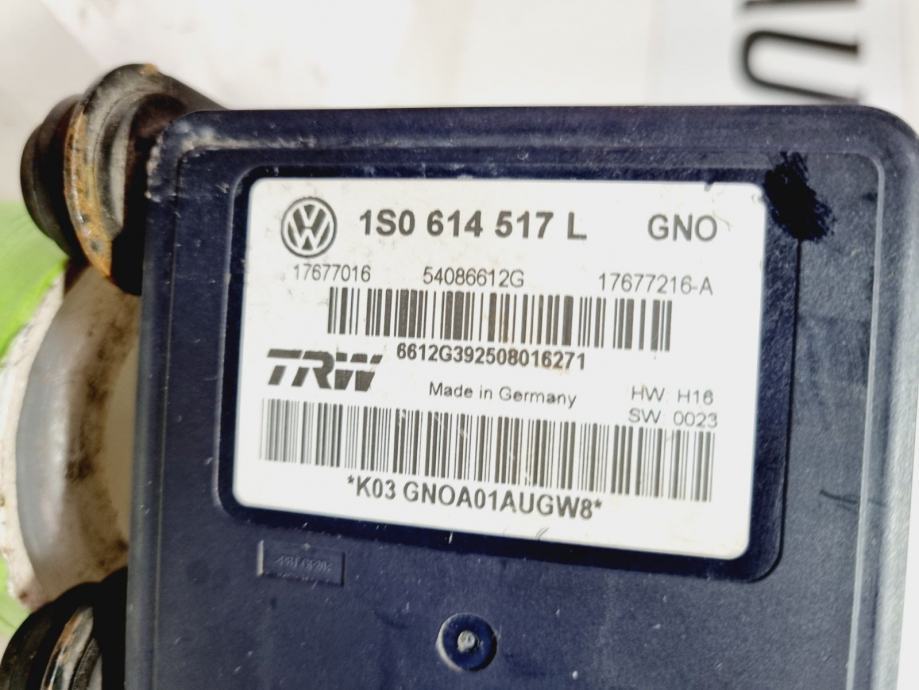 1S0 614 517 L GNO
17677016 54086612G 17677216-A
6612G392508016271
TRW
Made in Germany HW: H16
SW: 0023
*K03 GNOA01AUGW8*